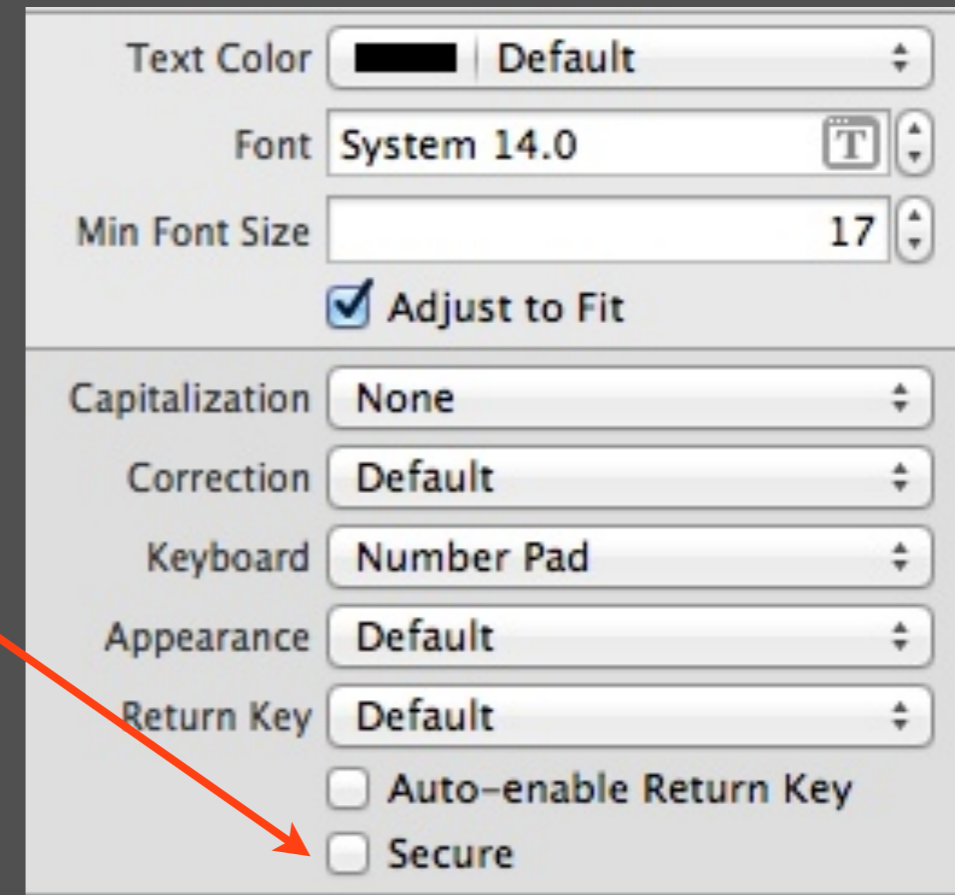 Text Color Default
Font System 14.0 T
Min Font Size 17
Adjust to Fit
Capitalization None
Correction Default
Keyboard Number Pad
Appearance Default
Return Key Default
Auto-enable Return Key
Secure